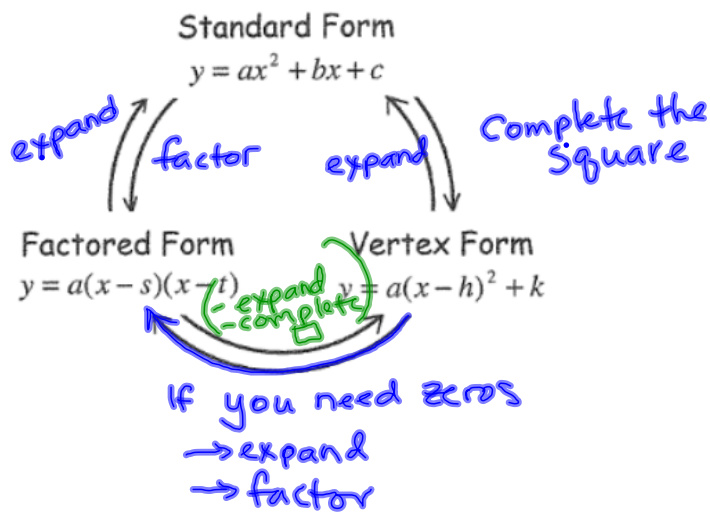 Standard Form
y = ax² + bx + c
expand
factor
expand
Complete the
Square
Factored Form
y = a(x − s)(x − t)
Vertex Form
y = a(x − h)² + k
(- expand
-complete □)
If you need zeros
→ expand
→ factor